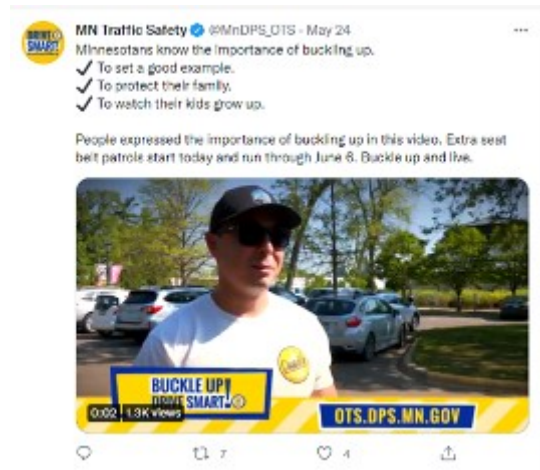 DRIVE
SMART!
MN Traffic Safety @MnDPS_OTS · May 24
Minnesotans know the importance of buckling up.
To set a good example.
To protect their family.
To watch their kids grow up.
People expressed the importance of buckling up in this video. Extra seat
belt patrols start today and run through June 6. Buckle up and live.
BUCKLE UP!
DRIVE SMART!
0:02 1.3K views
OTS.DPS.MN.GOV
7 4